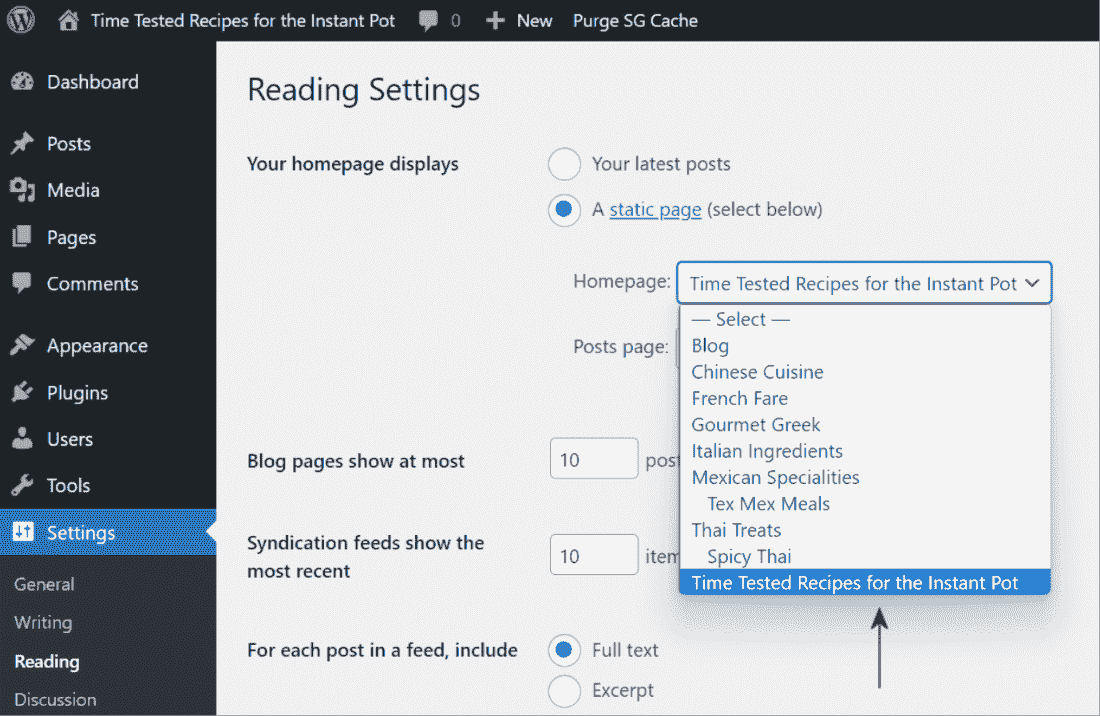 Time Tested Recipes for the Instant Pot 0 New Purge SG Cache
Dashboard
Posts
Media
Pages
Comments
Appearance
Plugins
Users
Tools
Settings
General
Writing
Reading
Discussion
Reading Settings
Your homepage displays
Your latest posts
A static page (select below)
Homepage: Time Tested Recipes for the Instant Pot
— Select —
Blog
Chinese Cuisine
French Fare
Gourmet Greek
Italian Ingredients
Mexican Specialities
Tex Mex Meals
Thai Treats
Spicy Thai
Time Tested Recipes for the Instant Pot
Posts page:
Blog pages show at most 10
Syndication feeds show the
most recent 10
For each post in a feed, include
Full text
Excerpt